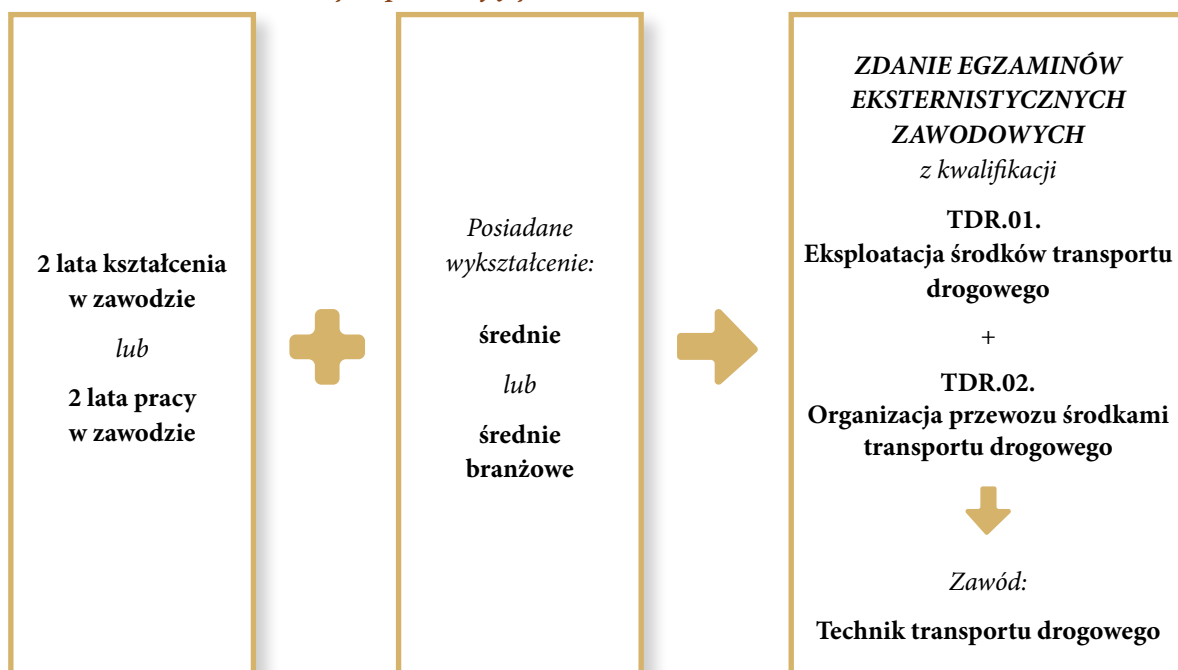 2 lata kształcenia
w zawodzie
lub
2 lata pracy
w zawodzie
Posiadane
wykształcenie:
średnie
lub
średnie
branżowe
ZDANIE EGZAMINÓW
EKSTERNISTYCZNYCH
ZAWODOWYCH
z kwalifikacji
TDR.01.
Eksploatacja środków transportu
drogowego
+
TDR.02.
Organizacja przewozu środkami
transportu drogowego
Zawód:
Technik transportu drogowego